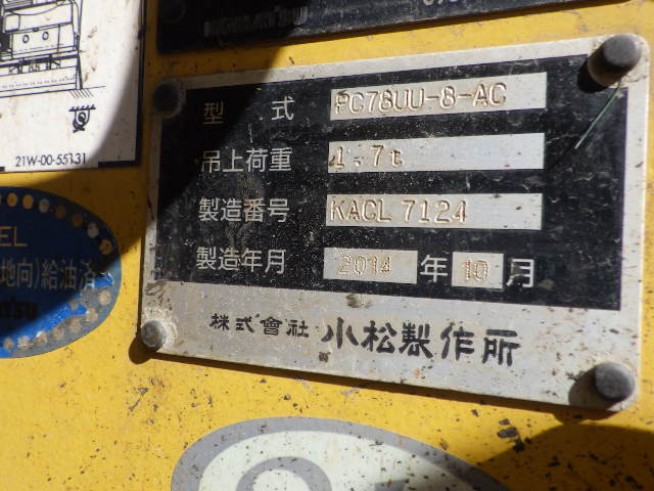 21W-00-55131
型 式 PC78UU-8-AC
吊上荷重 1.7t
製造番号 KACL 7124
製造年月 2014 年 10 月
株式會社 小松製作所
EL
地向)給油済